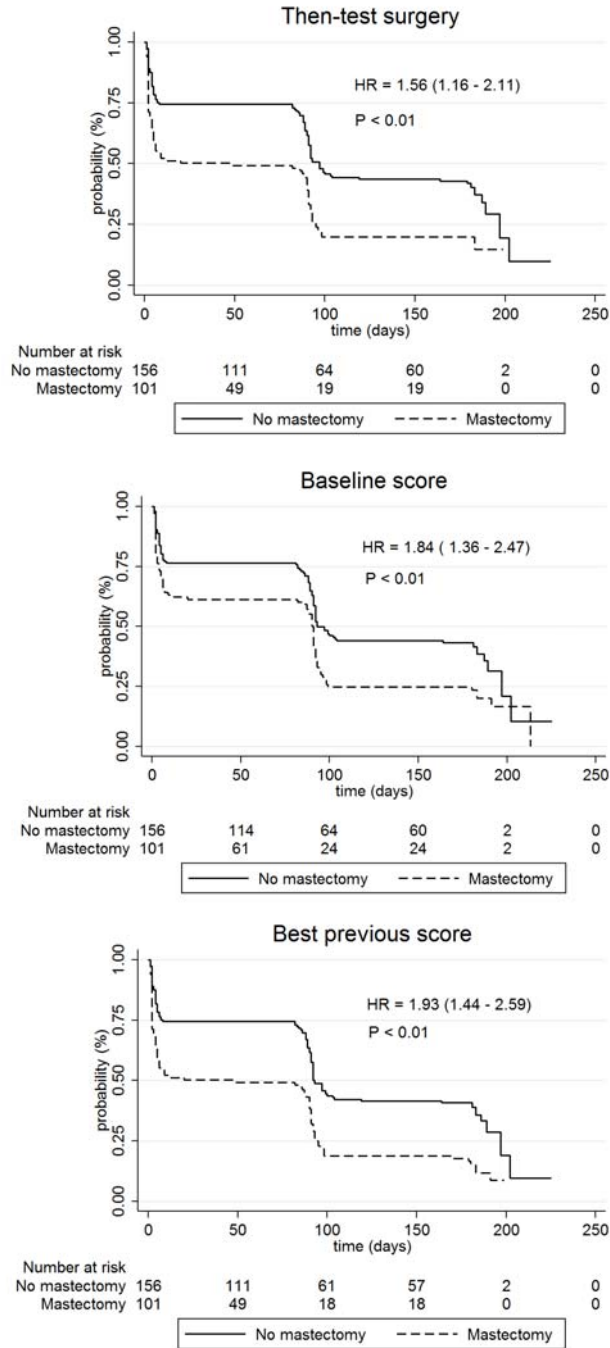 Then-test surgery
1.00
0.75
0.50
0.25
0.00
probability (%)
HR = 1.56 (1.16 - 2.11)
P < 0.01
0 50 100 150 200 250
time (days)
Number at risk
No mastectomy 156 111 64 60 2 0
Mastectomy 101 49 19 19 0 0
No mastectomy Mastectomy
Baseline score
1.00
0.75
0.50
0.25
0.00
probability (%)
HR = 1.84 ( 1.36 - 2.47)
P < 0.01
0 50 100 150 200 250
time (days)
Number at risk
No mastectomy 156 114 64 60 2 0
Mastectomy 101 61 24 24 2 0
No mastectomy Mastectomy
Best previous score
1.00
0.75
0.50
0.25
0.00
probability (%)
HR = 1.93 (1.44 - 2.59)
P < 0.01
0 50 100 150 200 250
time (days)
Number at risk
No mastectomy 156 111 61 57 2 0
Mastectomy 101 49 18 18 0 0
No mastectomy Mastectomy